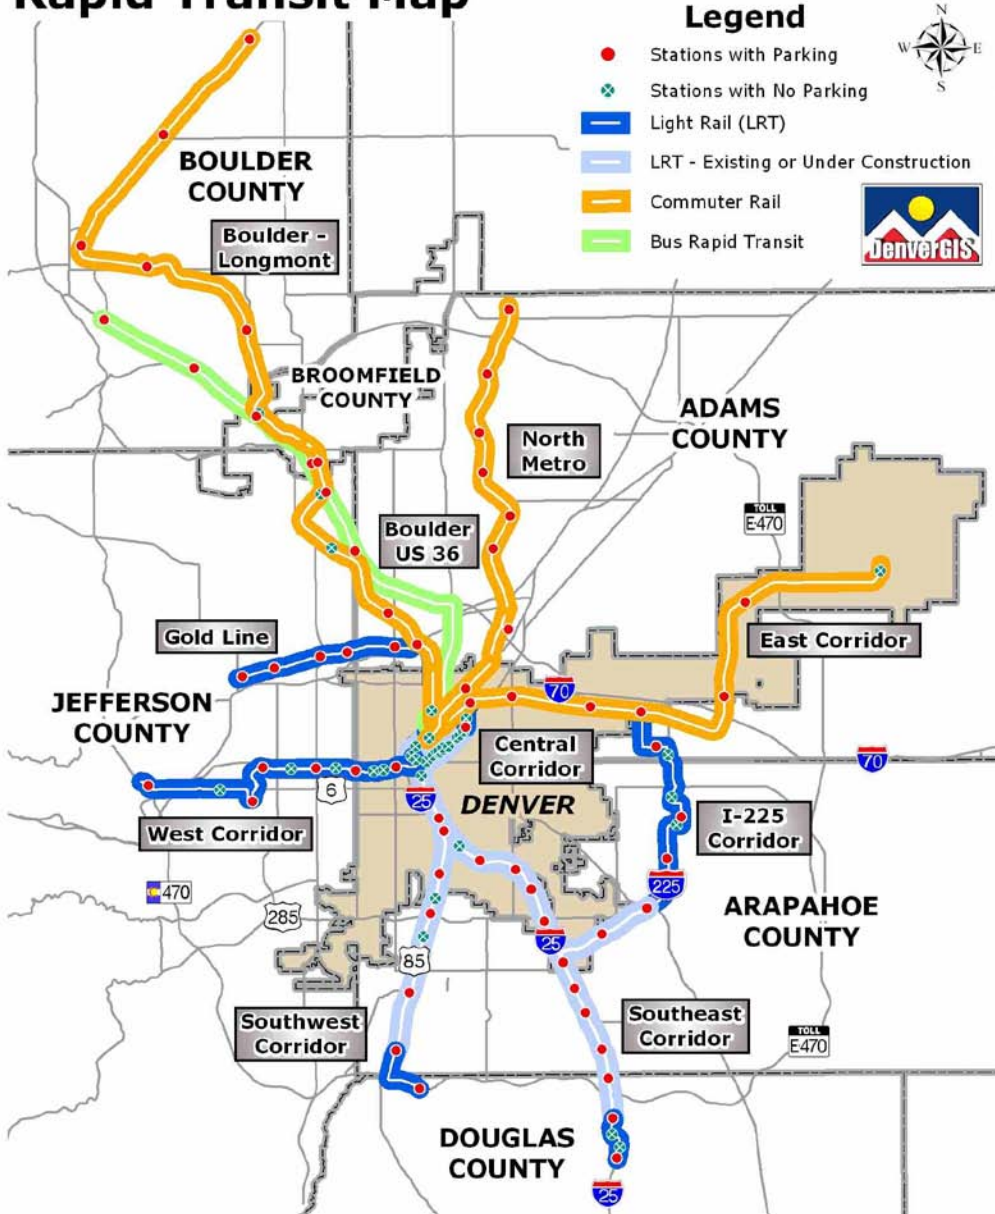 Rapid Transit Map
Legend
N
W
E
S
Stations with Parking
Stations with No Parking
Light Rail (LRT)
LRT - Existing or Under Construction
Commuter Rail
Bus Rapid Transit
DenverGIS
BOULDER
COUNTY
Boulder -
Longmont
BROOMFIELD
COUNTY
ADAMS
COUNTY
North
Metro
TOLL
E-470
Boulder
US 36
Gold Line
East Corridor
JEFFERSON
COUNTY
70
Central
Corridor
70
6
25
DENVER
West Corridor
I-225
Corridor
470
225
285
ARAPAHOE
COUNTY
25
85
Southwest
Corridor
Southeast
Corridor
TOLL
E-470
DOUGLAS
COUNTY
25